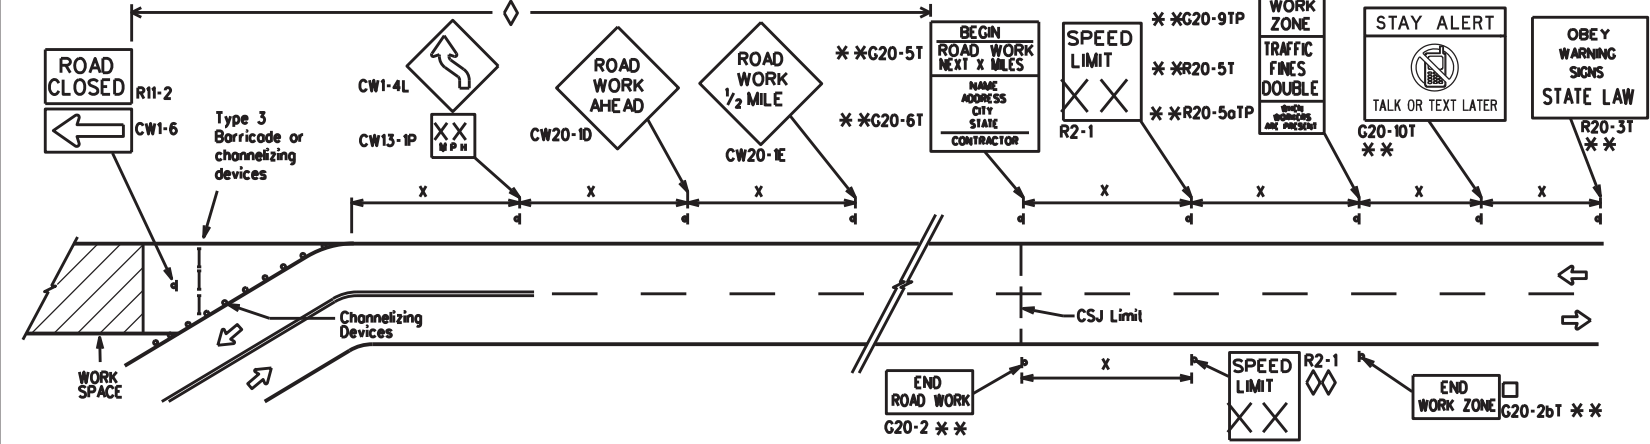 ROAD
CLOSED
R11-2
CW1-6
Type 3
Barricade or
channelizing
devices
CW1-4L
XX
MPH
CW13-1P
ROAD
WORK
AHEAD
CW20-1D
ROAD
WORK
1/2 MILE
CW20-1E
* *G20-5T
* *G20-6T
BEGIN
ROAD WORK
NEXT X MILES
NAME
ADDRESS
CITY
STATE
CONTRACTOR
SPEED
LIMIT
X X
R2-1
* *G20-9TP
* *R20-5T
* *R20-5aTP
WORK
ZONE
TRAFFIC
FINES
DOUBLE
WHEN
WORKERS
ARE PRESENT
STAY ALERT
TALK OR TEXT LATER
G20-10T
* *
OBEY
WARNING
SIGNS
STATE LAW
R20-3T
* *
X
X
X
X
X
X
X
Channelizing
Devices
WORK
SPACE
CSJ Limit
X
END
ROAD WORK
G20-2 * *
SPEED
LIMIT
X X
R2-1
END
WORK ZONE
G20-2bT * *